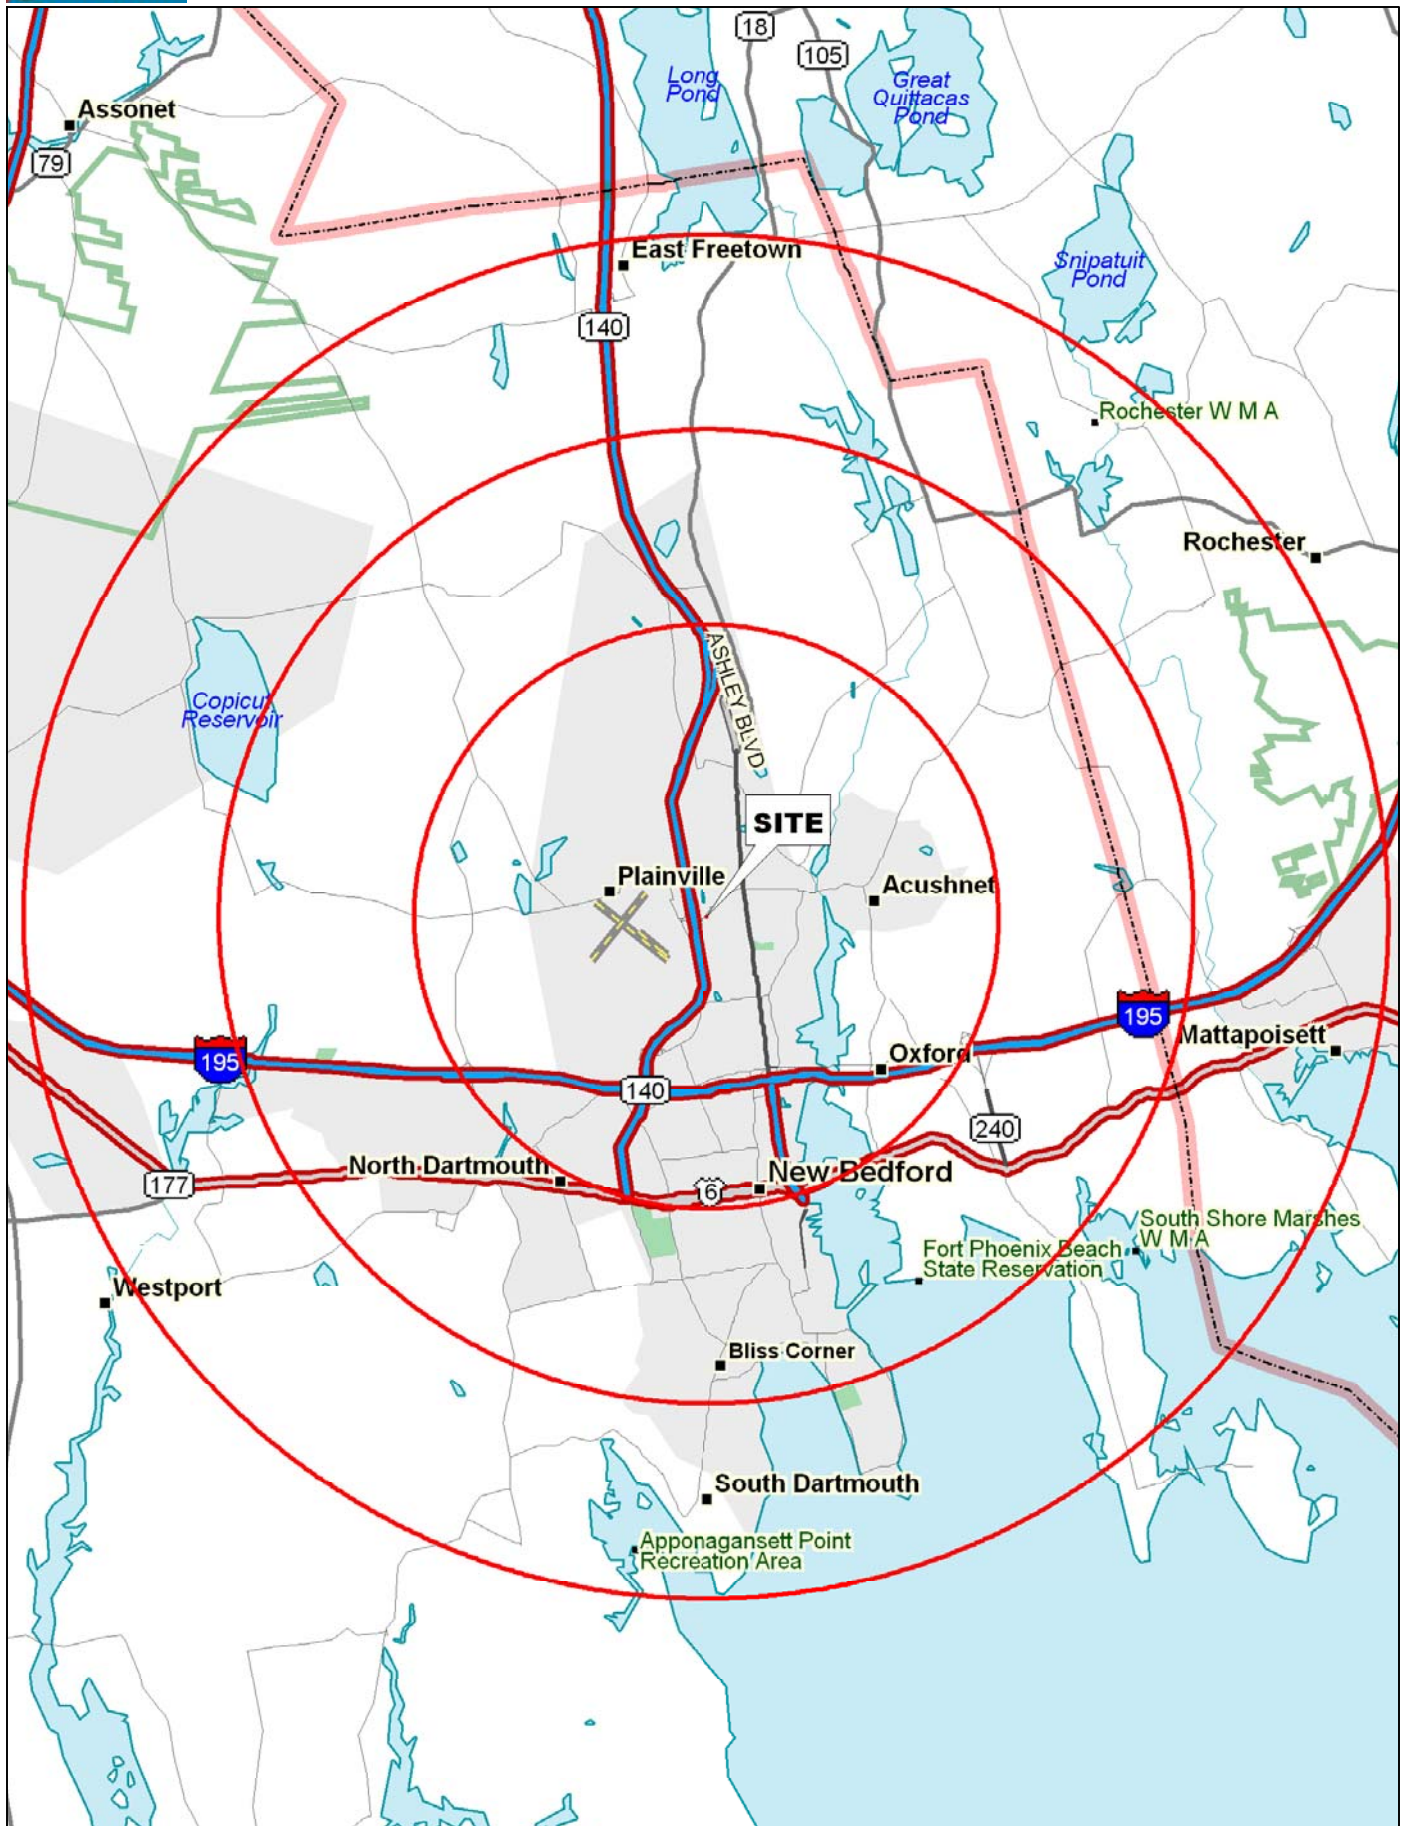 18
105
Long
Pond
Great
Quittacas
Pond
Assonet
79
East Freetown
Snipatuit
Pond
140
Rochester W M A
Rochester
ASHLEY BLVD
Copicut
Reservoir
SITE
Plainville
Acushnet
195
Mattapoisett
195
Oxford
140
240
North Dartmouth
New Bedford
177
6
South Shore Marshes
W M A
Fort Phoenix Beach
State Reservation
Westport
Bliss Corner
South Dartmouth
Apponagansett Point
Recreation Area